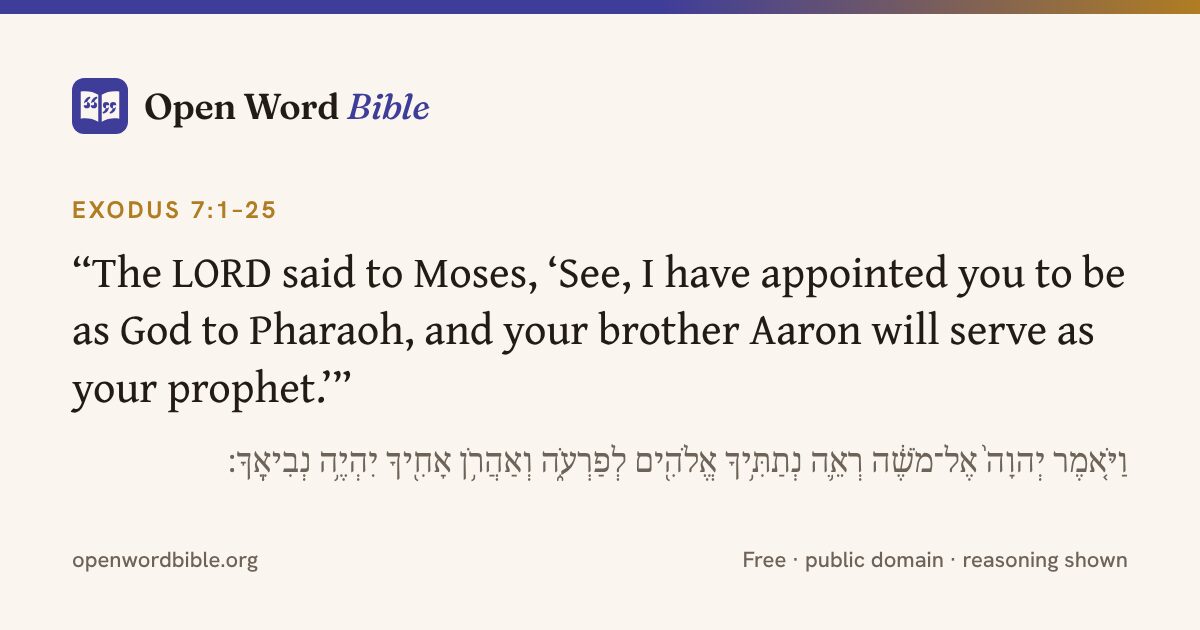 Open Word Bible
EXODUS 7:1–25
“The LORD said to Moses, ‘See, I have appointed you to be
as God to Pharaoh, and your brother Aaron will serve as
your prophet.’”
וַיֹּ֤אמֶר יְהוָה֙ אֶל־מֹשֶׁ֔ה רְאֵ֛ה נְתַתִּ֥יךָ אֱלֹהִ֖ים לְפַרְעֹ֑ה וְאַהֲרֹ֥ן אָחִ֖יךָ יִהְיֶ֥ה נְבִיאֶֽךָ׃
openwordbible.org
Free · public domain · reasoning shown